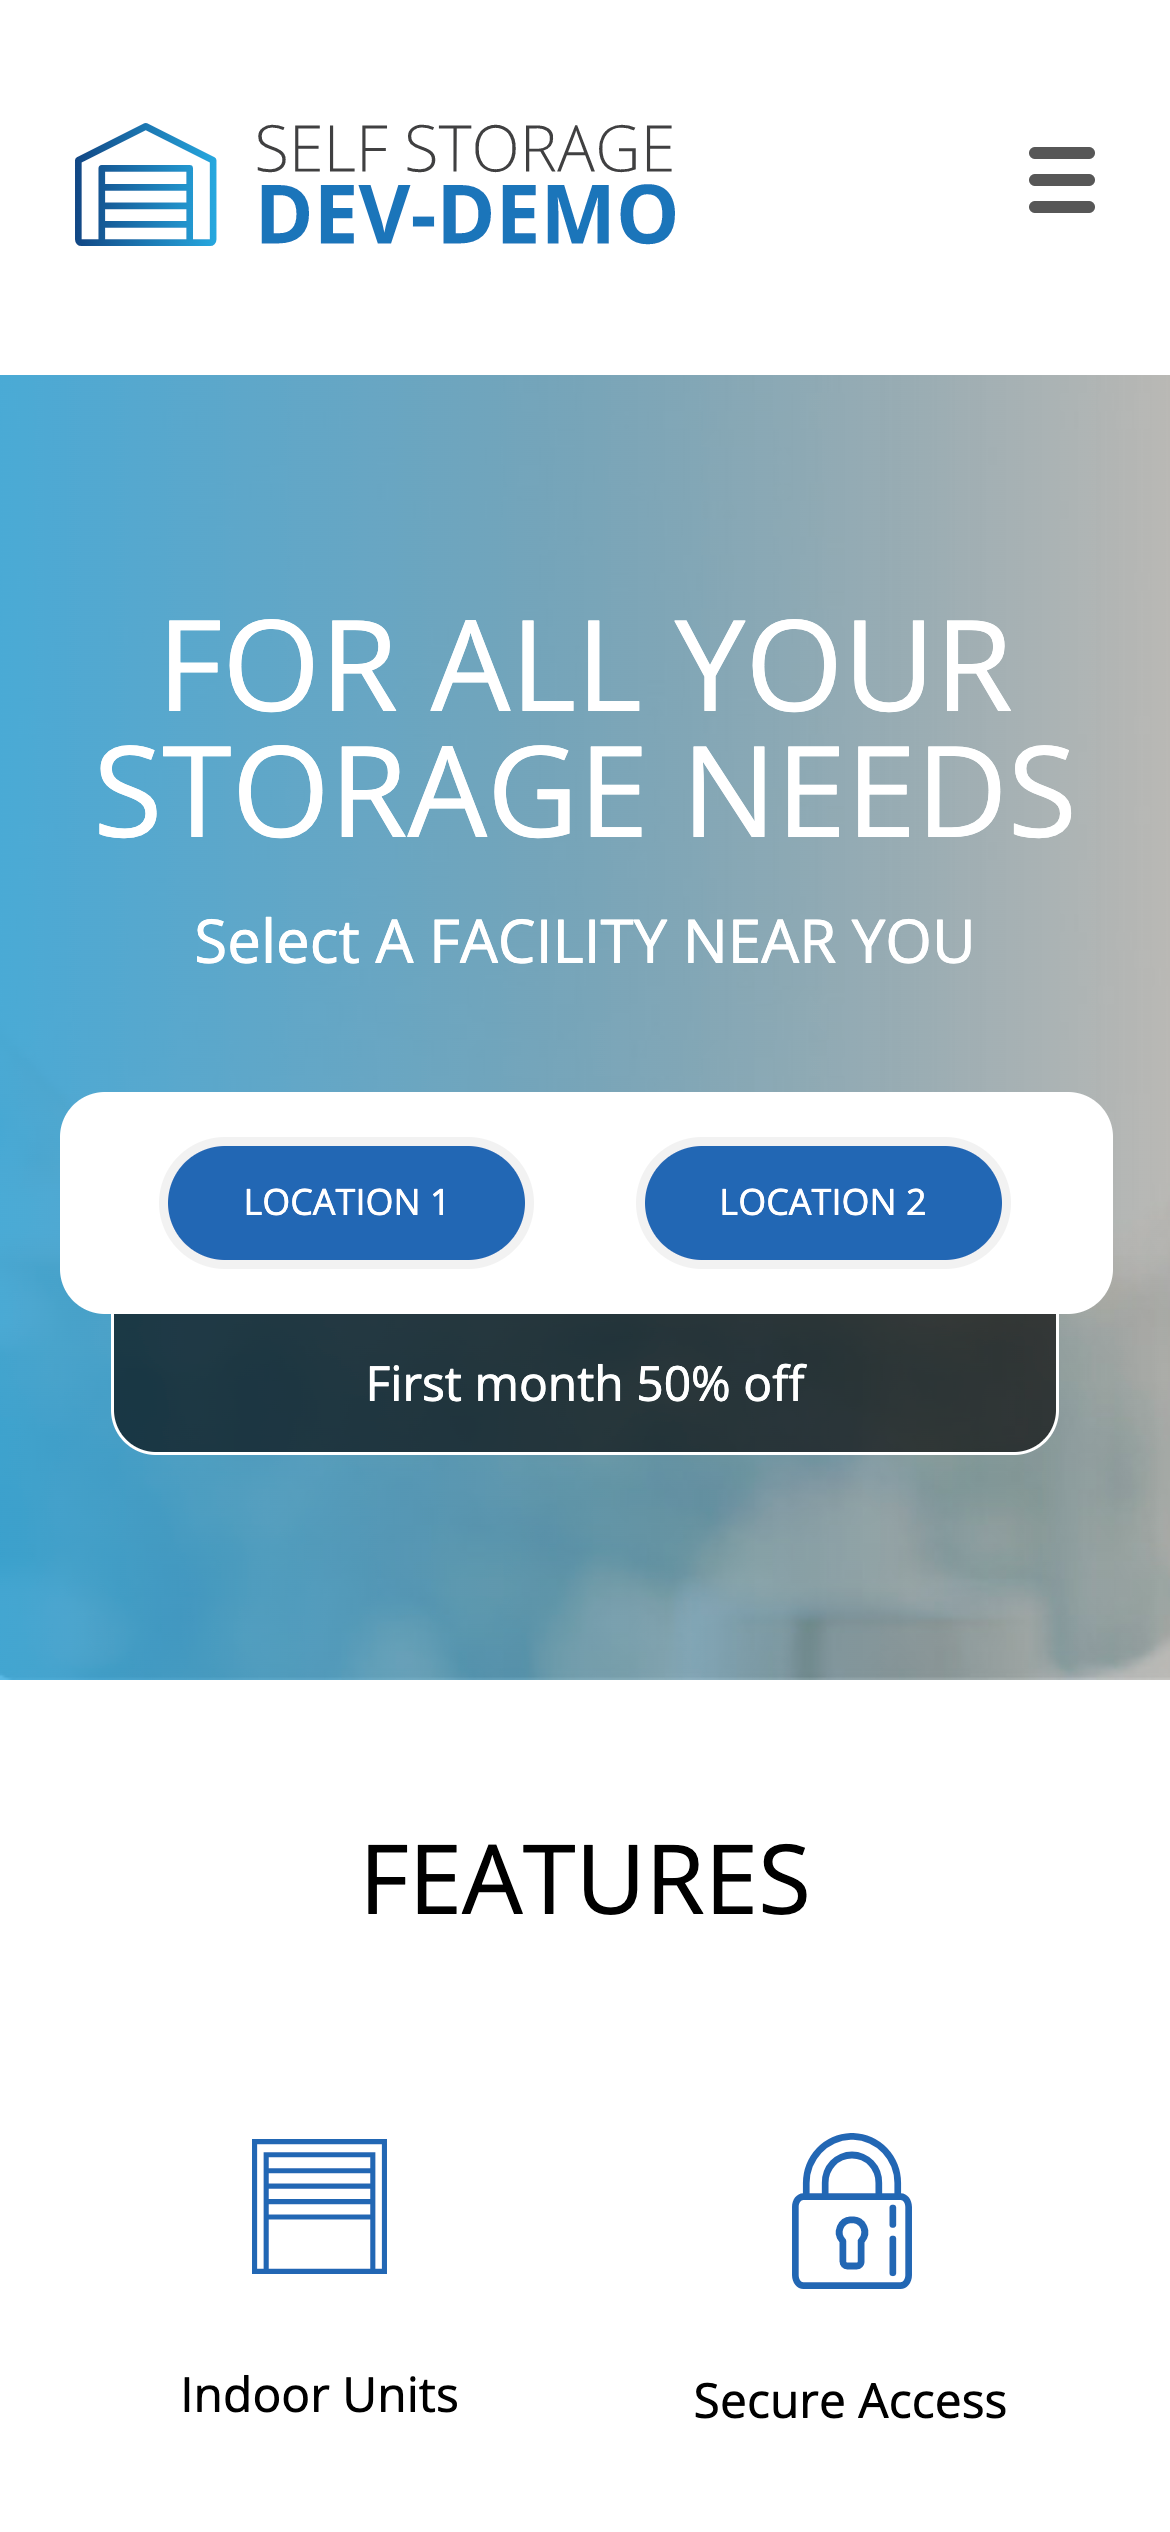 SELF STORAGE
DEV-DEMO
FOR ALL YOUR
STORAGE NEEDS
Select A FACILITY NEAR YOU
LOCATION 1
LOCATION 2
First month 50% off
FEATURES
Indoor Units
Secure Access